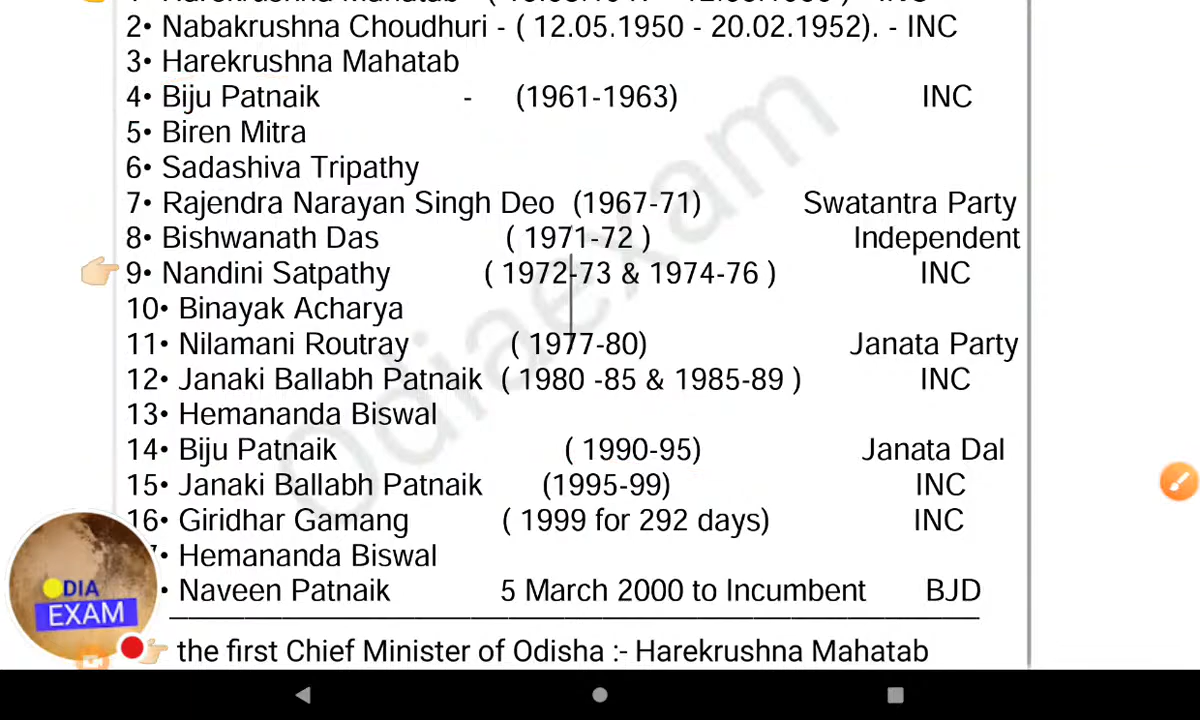 2• Nabakrushna Choudhuri - ( 12.05.1950 - 20.02.1952). - INC
3• Harekrushna Mahatab
4• Biju Patnaik - (1961-1963) INC
5• Biren Mitra
6• Sadashiva Tripathy
7• Rajendra Narayan Singh Deo (1967-71) Swatantra Party
8• Bishwanath Das ( 1971-72 ) Independent
9• Nandini Satpathy ( 1972-73 & 1974-76 ) INC
10• Binayak Acharya
11• Nilamani Routray ( 1977-80) Janata Party
12• Janaki Ballabh Patnaik ( 1980 -85 & 1985-89 ) INC
13• Hemananda Biswal
14• Biju Patnaik ( 1990-95) Janata Dal
15• Janaki Ballabh Patnaik (1995-99) INC
16• Giridhar Gamang ( 1999 for 292 days) INC
• Hemananda Biswal
• Naveen Patnaik 5 March 2000 to Incumbent BJD
the first Chief Minister of Odisha :- Harekrushna Mahatab
Odiaexam
ODIA
EXAM